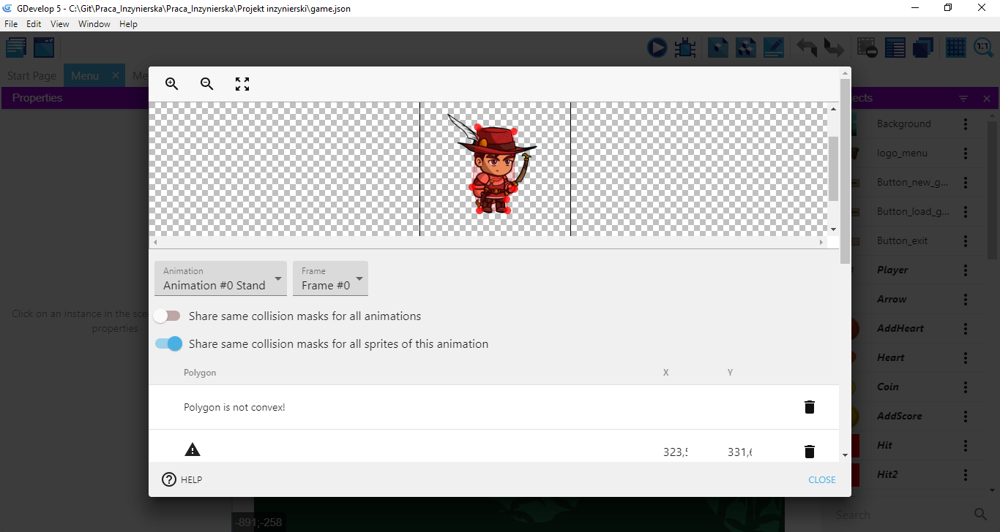 GDevelop 5 - C:\Git\Praca_Inzynierska\Praca_Inzynierska\Projekt inzynierski\game.json
File Edit View Window Help
1:1
Start Page Menu Me
Properties
ects
Background
logo_menu
Button_new_g...
Button_load_g...
Button_exit
Player
Arrow
AddHeart
Heart
Coin
AddScore
Hit
Hit2
Search
Click on an instance in the sce
properties
Animation
Animation #0 Stand
Frame
Frame #0
Share same collision masks for all animations
Share same collision masks for all sprites of this animation
Polygon X Y
Polygon is not convex!
323,5 331,6
HELP CLOSE
-891;-258